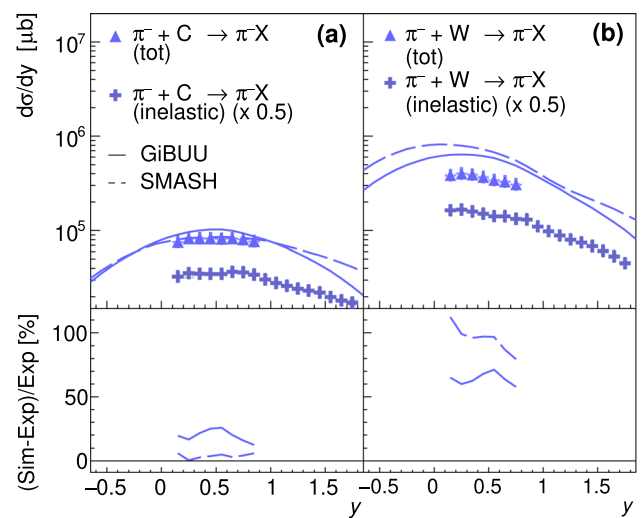 dσ/dy [μb]
10⁷
10⁶
10⁵
(a)
π⁻ + C → π⁻X
(tot)
π⁻ + C → π⁻X
(inelastic) (x 0.5)
GiBUU
SMASH
(b)
π⁻ + W → π⁻X
(tot)
π⁻ + W → π⁻X
(inelastic) (x 0.5)
(Sim-Exp)/Exp [%]
100
50
0
−0.5 0 0.5 1 1.5
y
−0.5 0 0.5 1 1.5
y